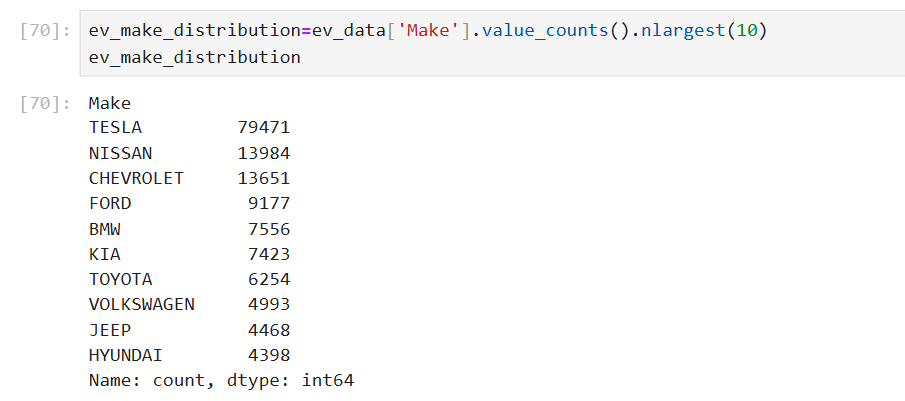 [70]: ev_make_distribution=ev_data['Make'].value_counts().nlargest(10)
ev_make_distribution
[70]: Make
TESLA 79471
NISSAN 13984
CHEVROLET 13651
FORD 9177
BMW 7556
KIA 7423
TOYOTA 6254
VOLKSWAGEN 4993
JEEP 4468
HYUNDAI 4398
Name: count, dtype: int64